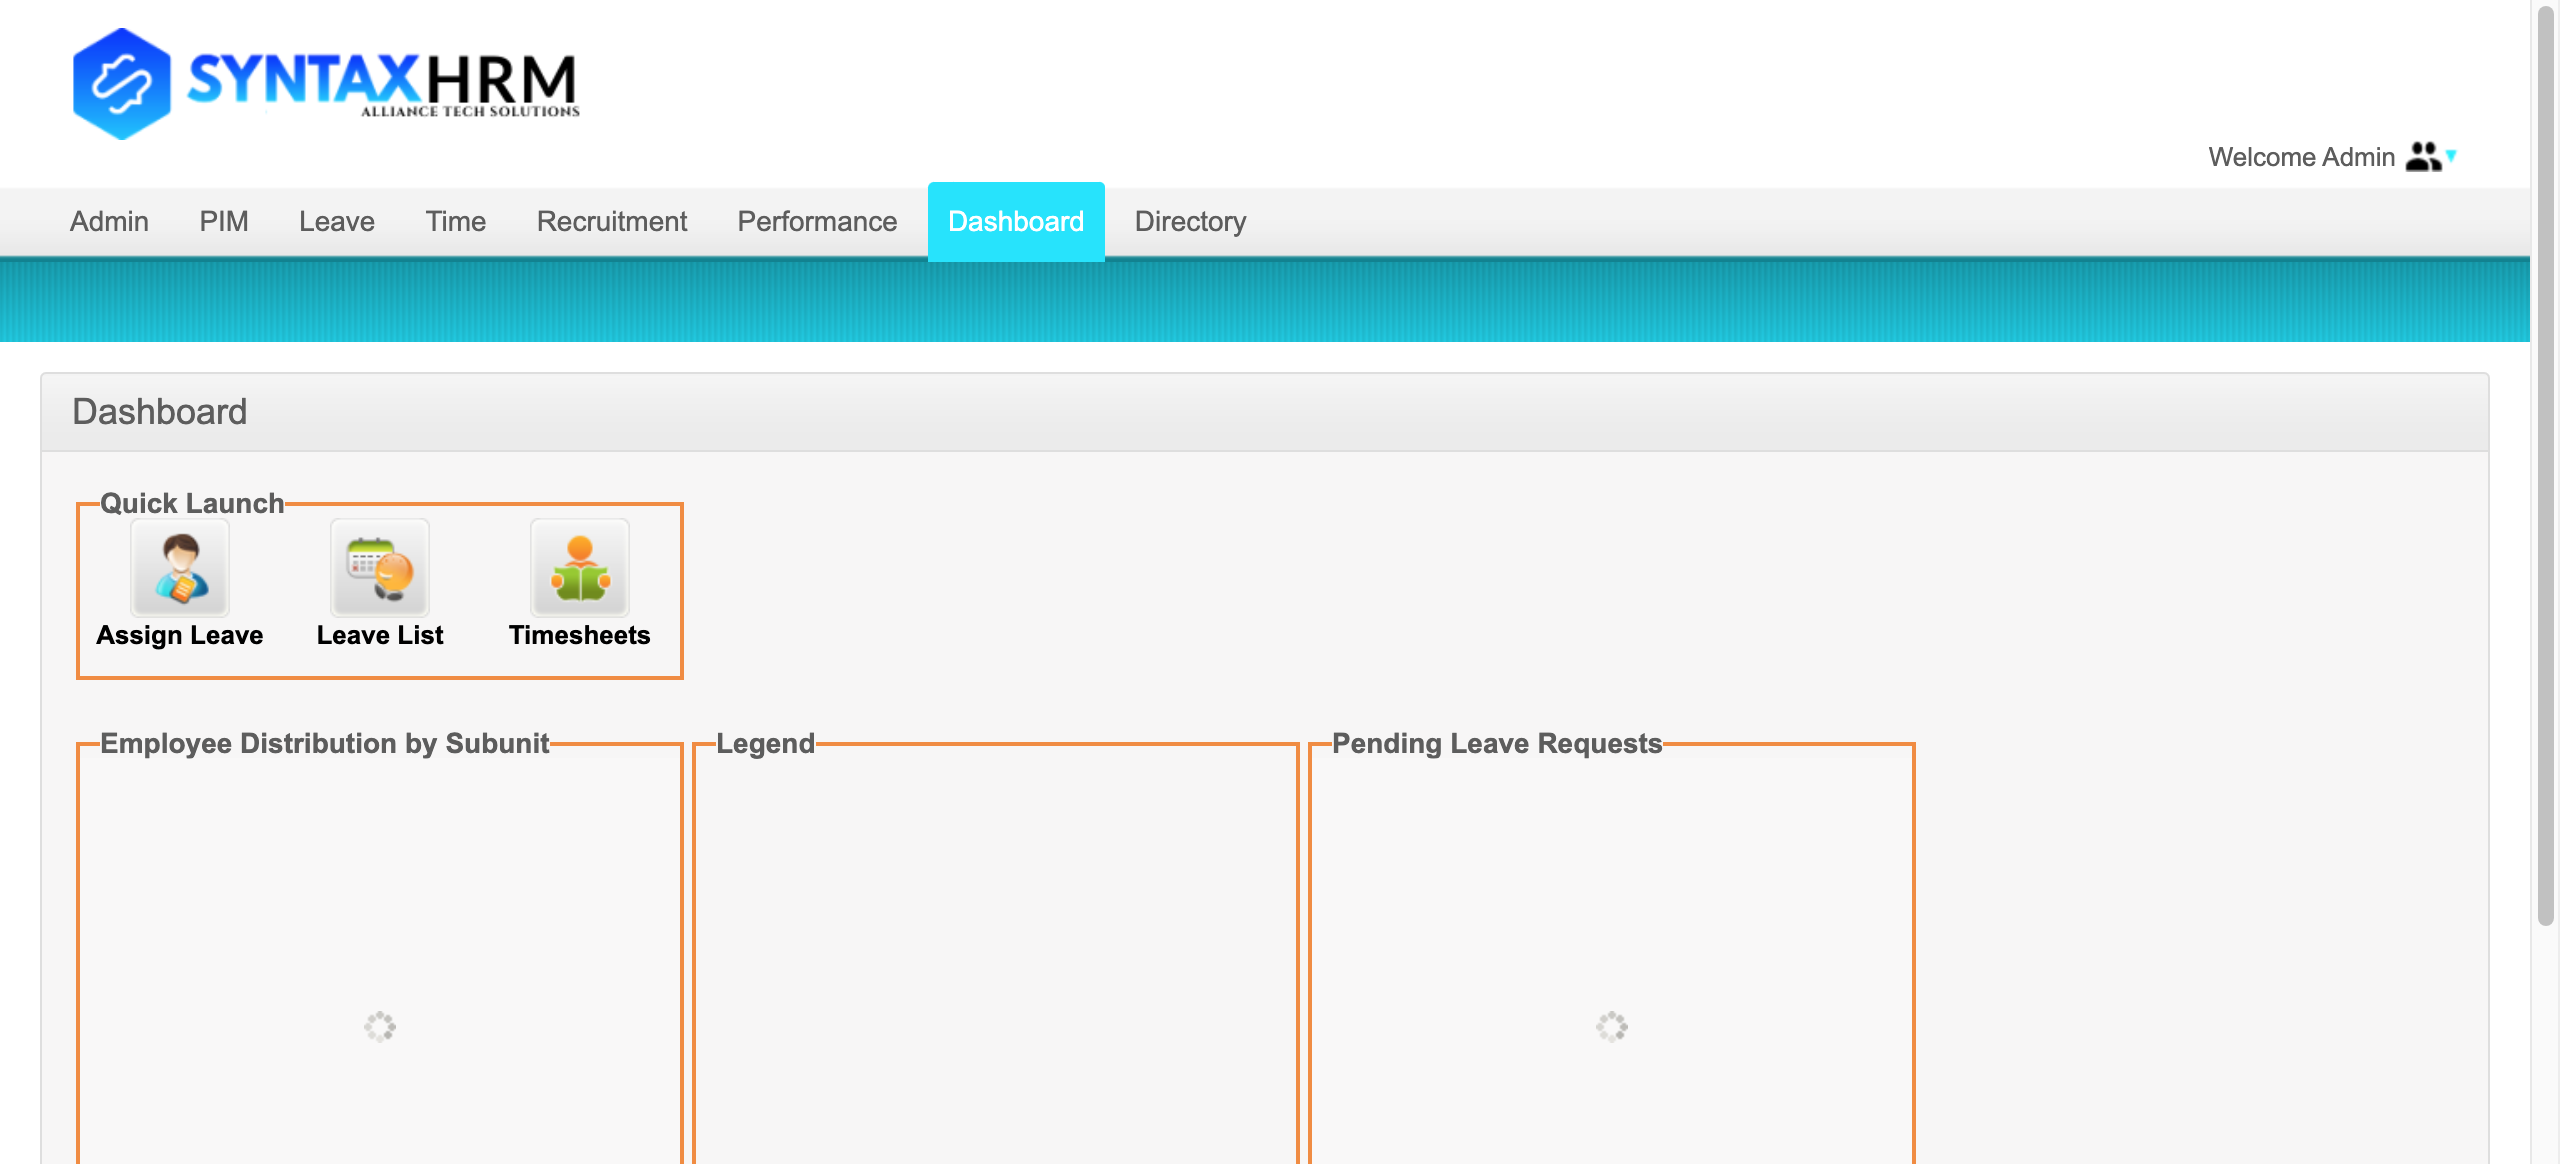 SYNTAXHRM
ALLIANCE TECH SOLUTIONS
Welcome Admin
Admin PIM Leave Time Recruitment Performance Dashboard Directory
Dashboard
Quick Launch
Assign Leave Leave List Timesheets
Employee Distribution by Subunit Legend Pending Leave Requests